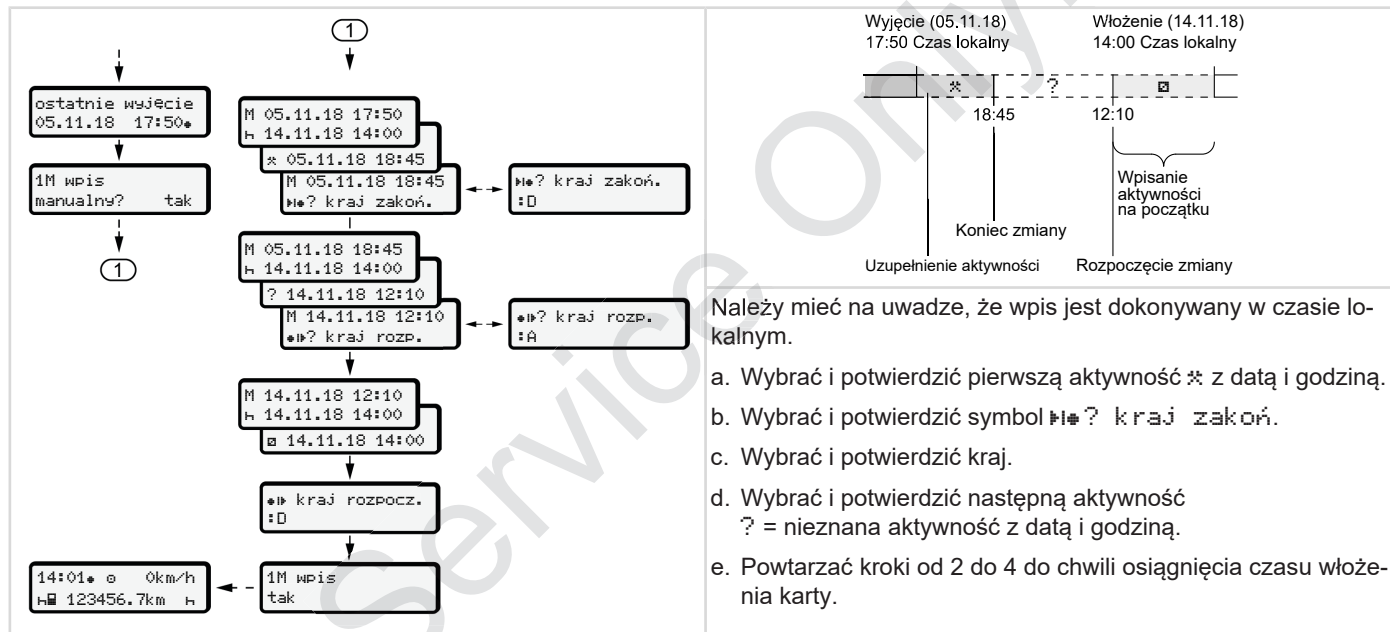 1
ostatnie wyjęcie
05.11.18 17:50
1M wpis
manualny? tak
1
M 05.11.18 17:50
14.11.18 14:00
05.11.18 18:45
M 05.11.18 18:45
? kraj zakoń.
? kraj zakoń.
:D
M 05.11.18 18:45
14.11.18 14:00
? 14.11.18 12:10
M 14.11.18 12:10
? kraj rozp.
? kraj rozp.
:A
M 14.11.18 12:10
14.11.18 14:00
14.11.18 14:00
kraj rozpocz.
:D
1M wpis
tak
14:01 0km/h
123456.7km
Wyjęcie (05.11.18)
17:50 Czas lokalny
Włożenie (14.11.18)
14:00 Czas lokalny
?
18:45
12:10
Wpisanie
aktywności
na początku
Koniec zmiany
Uzupełnienie aktywności
Rozpoczęcie zmiany
Należy mieć na uwadze, że wpis jest dokonywany w czasie lo-
kalnym.
a. Wybrać i potwierdzić pierwszą aktywność z datą i godziną.
b. Wybrać i potwierdzić symbol ? kraj zakoń.
c. Wybrać i potwierdzić kraj.
d. Wybrać i potwierdzić następną aktywność
? = nieznana aktywność z datą i godziną.
e. Powtarzać kroki od 2 do 4 do chwili osiągnięcia czasu włoże-
nia karty.
Service Only!